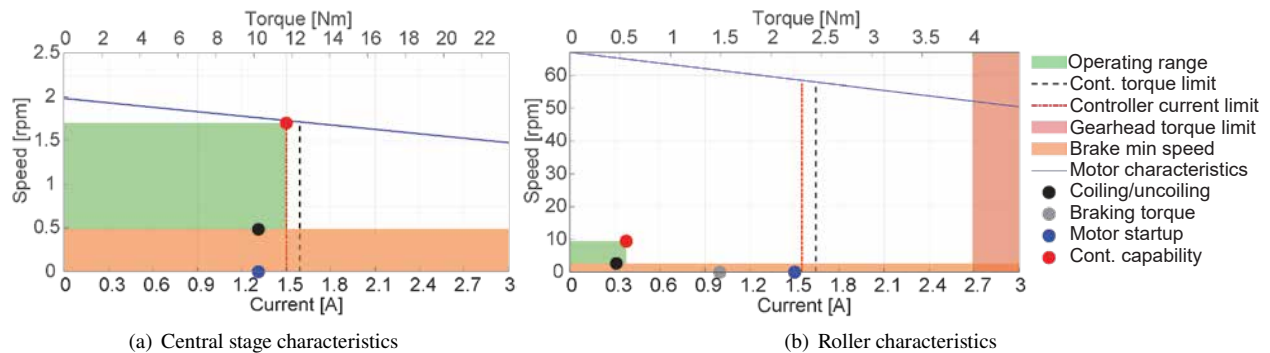 Torque [Nm]
0 2 4 6 8 10 12 14 16 18 20 22
2.5
2
1.5
1
0.5
0
Speed [rpm]
0 0.3 0.6 0.9 1.2 1.5 1.8 2.1 2.4 2.7 3
Current [A]
(a) Central stage characteristics
Torque [Nm]
0 0.5 1 1.5 2 2.5 3 3.5 4
60
50
40
30
20
10
0
Speed [rpm]
0 0.3 0.6 0.9 1.2 1.5 1.8 2.1 2.4 2.7 3
Current [A]
(b) Roller characteristics
Operating range
Cont. torque limit
Controller current limit
Gearhead torque limit
Brake min speed
Motor characteristics
Coiling/uncoiling
Braking torque
Motor startup
Cont. capability